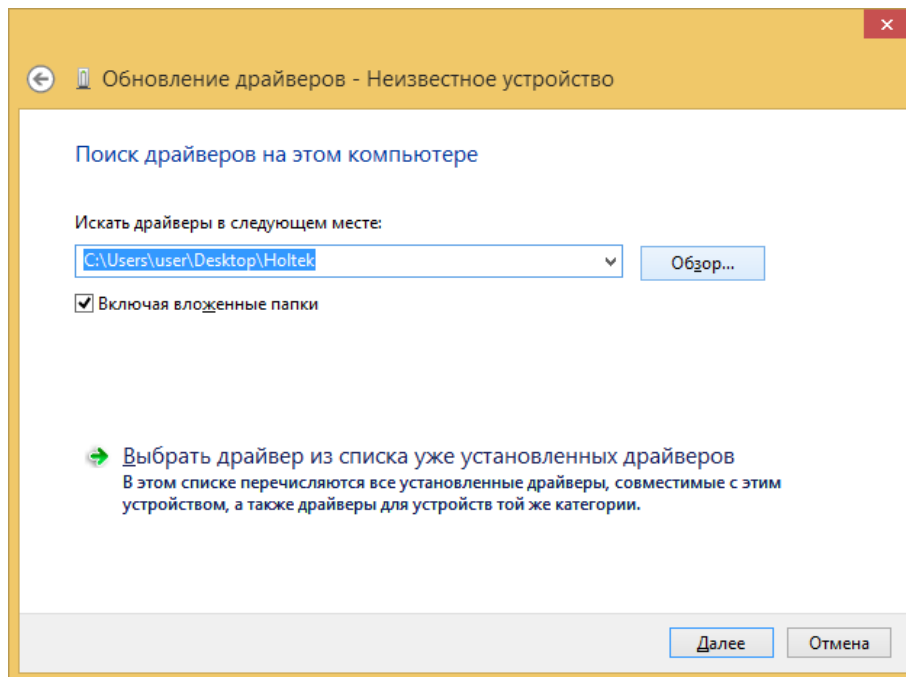 Обновление драйверов - Неизвестное устройство
Поиск драйверов на этом компьютере
Искать драйверы в следующем месте:
C:\Users\user\Desktop\Holtek
Обзор...
Включая вложенные папки
Выбрать драйвер из списка уже установленных драйверов
В этом списке перечисляются все установленные драйверы, совместимые с этим
устройством, а также драйверы для устройств той же категории.
Далее
Отмена